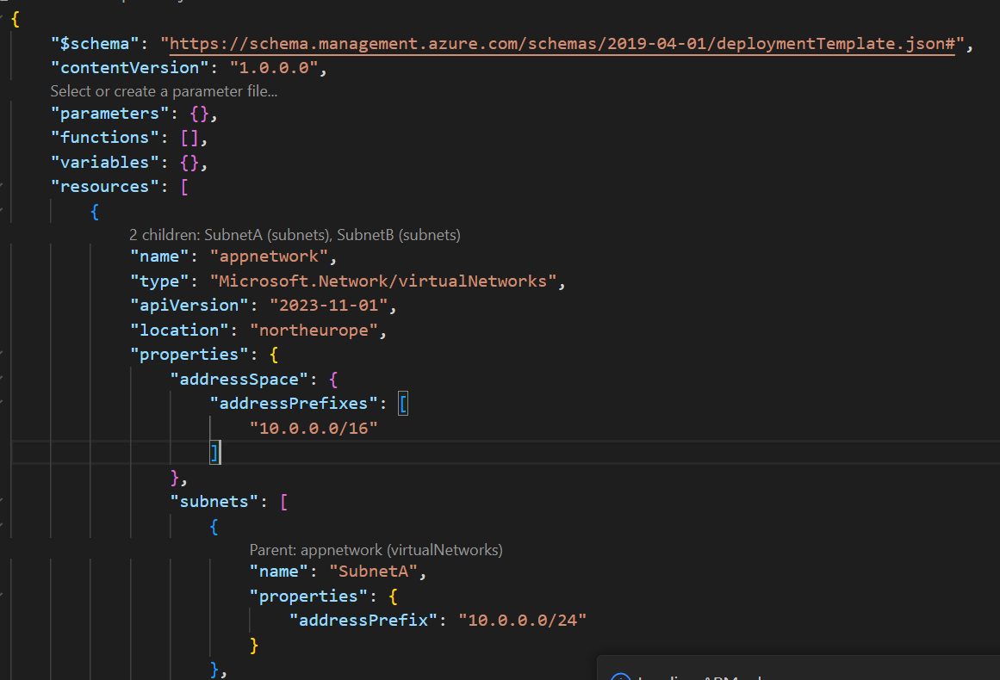 {
"$schema": "https://schema.management.azure.com/schemas/2019-04-01/deploymentTemplate.json#",
"contentVersion": "1.0.0.0",
Select or create a parameter file...
"parameters": {},
"functions": [],
"variables": {},
"resources": [
{
2 children: SubnetA (subnets), SubnetB (subnets)
"name": "appnetwork",
"type": "Microsoft.Network/virtualNetworks",
"apiVersion": "2023-11-01",
"location": "northeurope",
"properties": {
"addressSpace": {
"addressPrefixes": [
"10.0.0.0/16"
]
},
"subnets": [
{
Parent: appnetwork (virtualNetworks)
"name": "SubnetA",
"properties": {
"addressPrefix": "10.0.0.0/24"
}
},